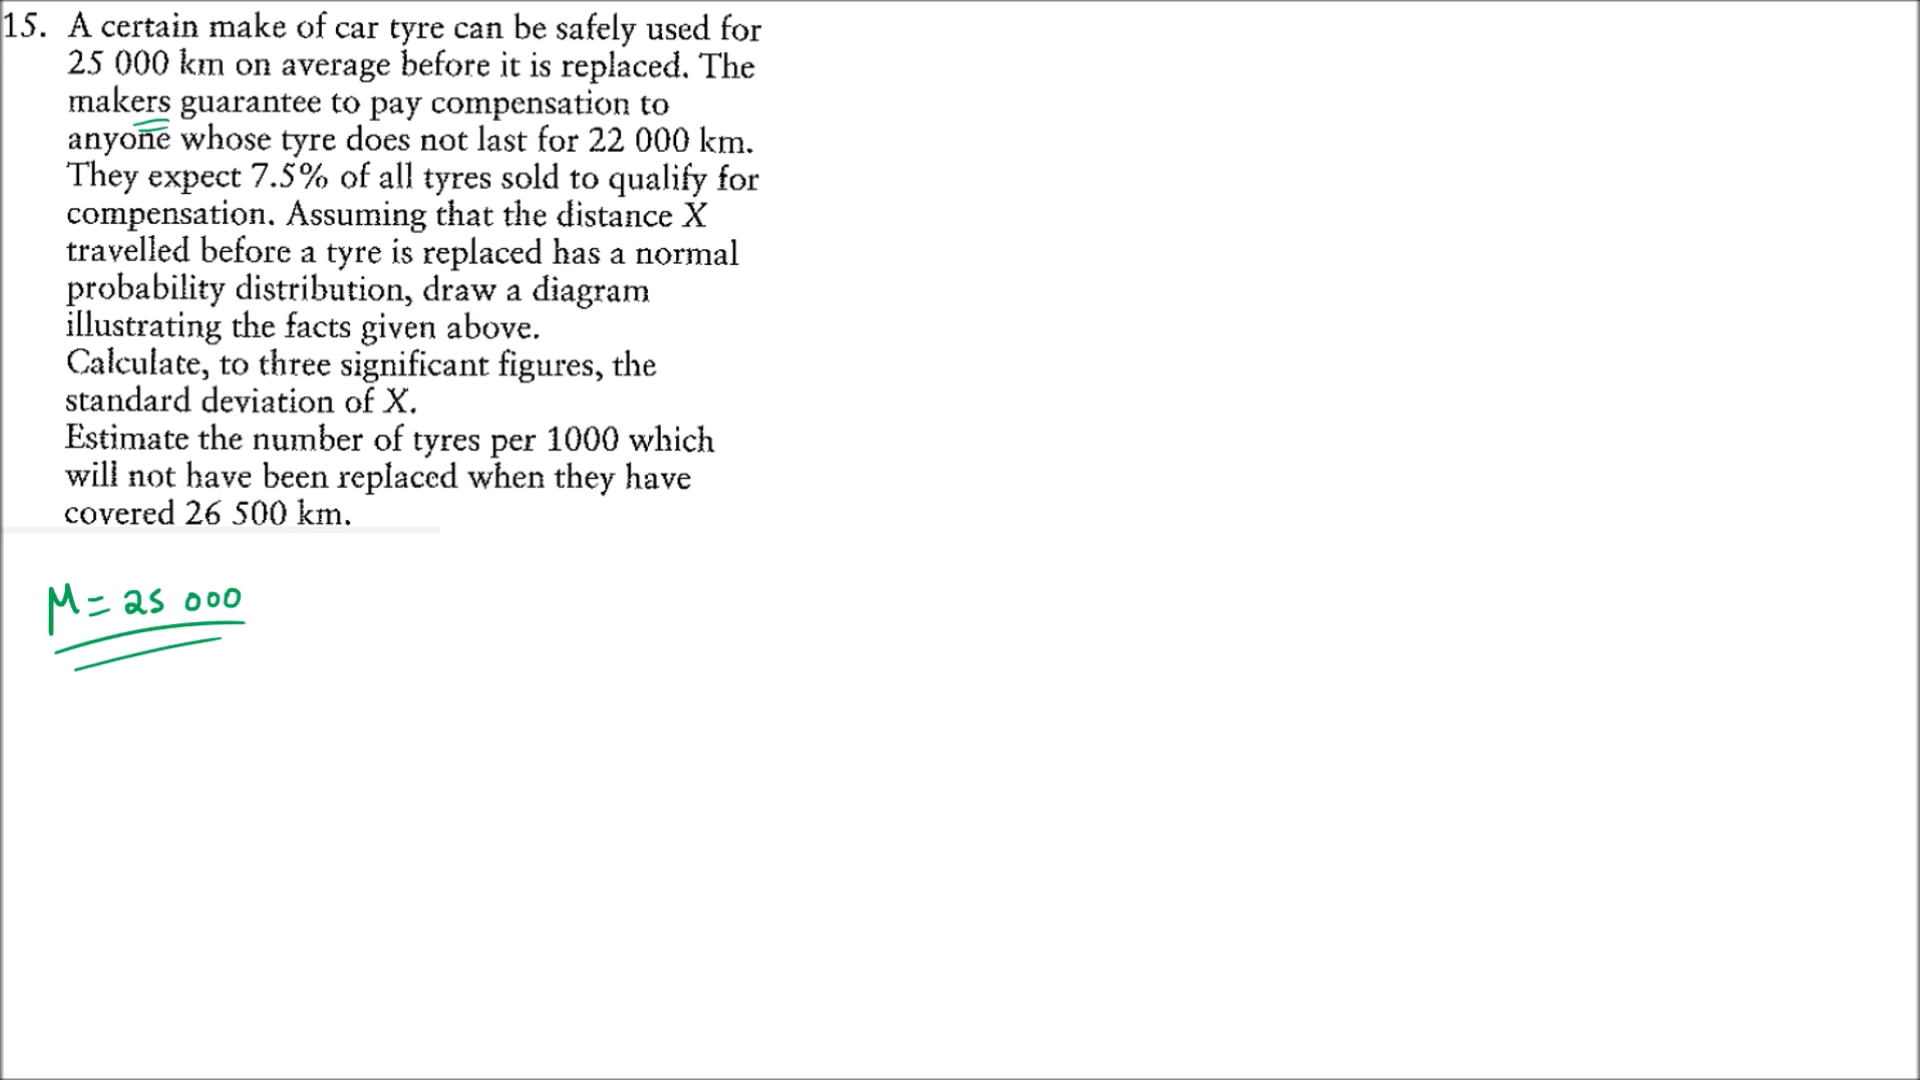 15. A certain make of car tyre can be safely used for
25 000 km on average before it is replaced. The
makers guarantee to pay compensation to
anyone whose tyre does not last for 22 000 km.
They expect 7.5% of all tyres sold to qualify for
compensation. Assuming that the distance X
travelled before a tyre is replaced has a normal
probability distribution, draw a diagram
illustrating the facts given above.
Calculate, to three significant figures, the
standard deviation of X.
Estimate the number of tyres per 1000 which
will not have been replaced when they have
covered 26 500 km.
μ = 25 000